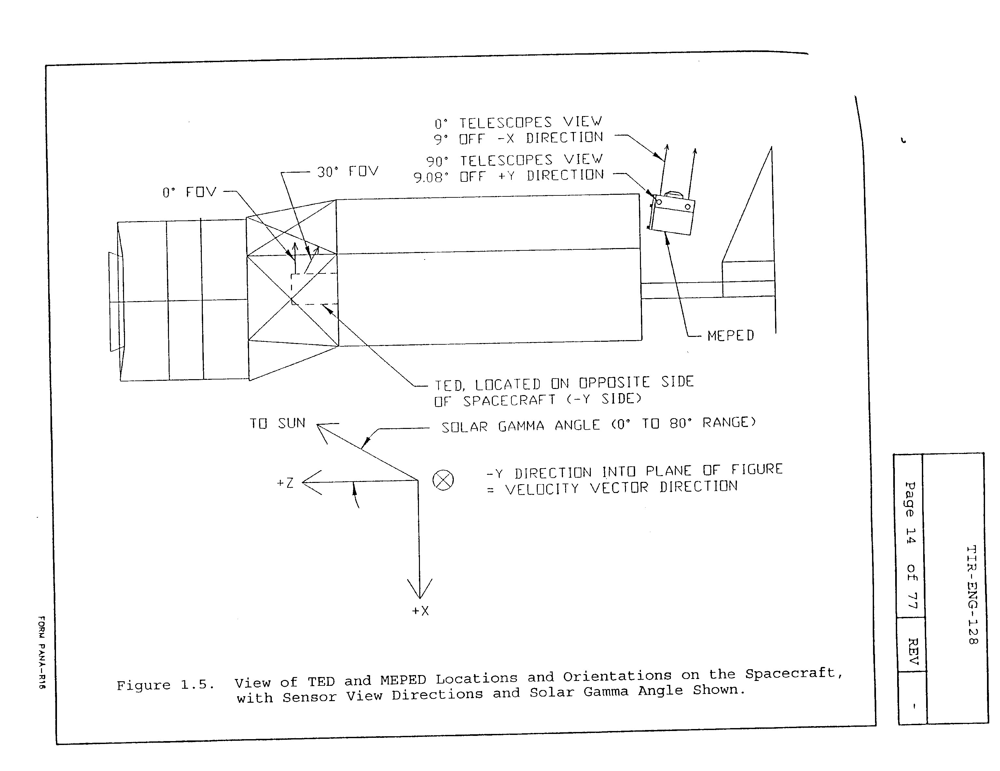 0° TELESCOPES VIEW
9° OFF -X DIRECTION
90° TELESCOPES VIEW
9.08° OFF +Y DIRECTION
30° FOV
0° FOV
MEPED
TED, LOCATED ON OPPOSITE SIDE
OF SPACECRAFT (-Y SIDE)
TO SUN
SOLAR GAMMA ANGLE (0° TO 80° RANGE)
+Z
-Y DIRECTION INTO PLANE OF FIGURE
= VELOCITY VECTOR DIRECTION
+X
Figure 1.5. View of TED and MEPED Locations and Orientations on the Spacecraft,
with Sensor View Directions and Solar Gamma Angle Shown.
FORM PANA-R16
TIR-ENG-128
Page 14 of 77 REV -